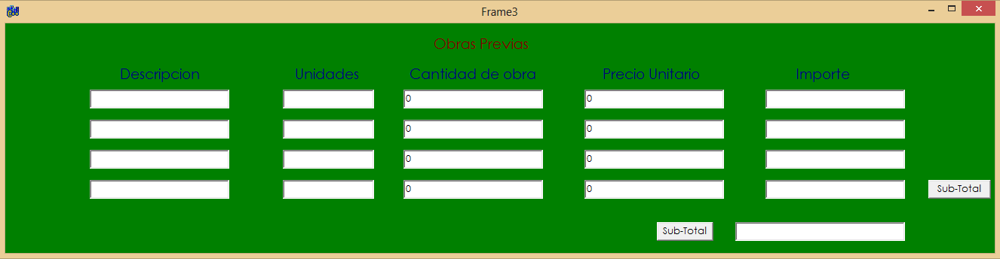 Frame3
Obras Previas
Descripcion Unidades Cantidad de obra Precio Unitario Importe
0 0
0 0
0 0
0 0 Sub-Total
Sub-Total